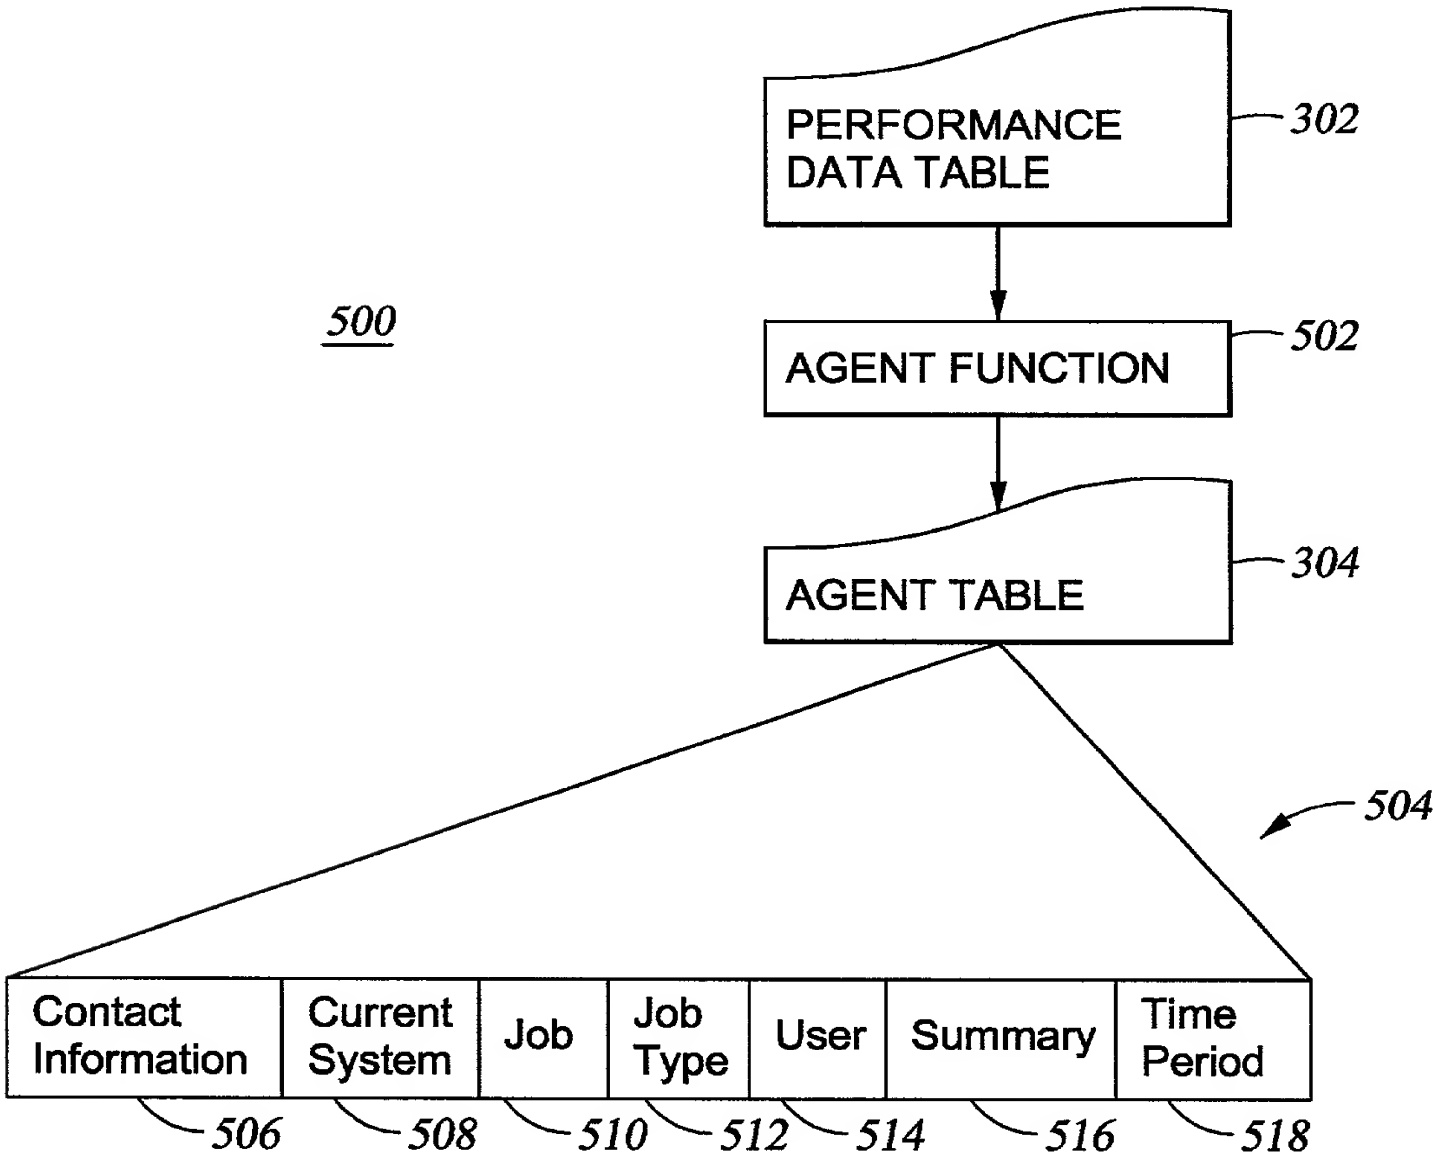 PERFORMANCE
DATA TABLE
302
500
AGENT FUNCTION
502
AGENT TABLE
304
504
Contact
Information
Current
System
Job
Job
Type
User
Summary
Time
Period
506
508
510
512
514
516
518